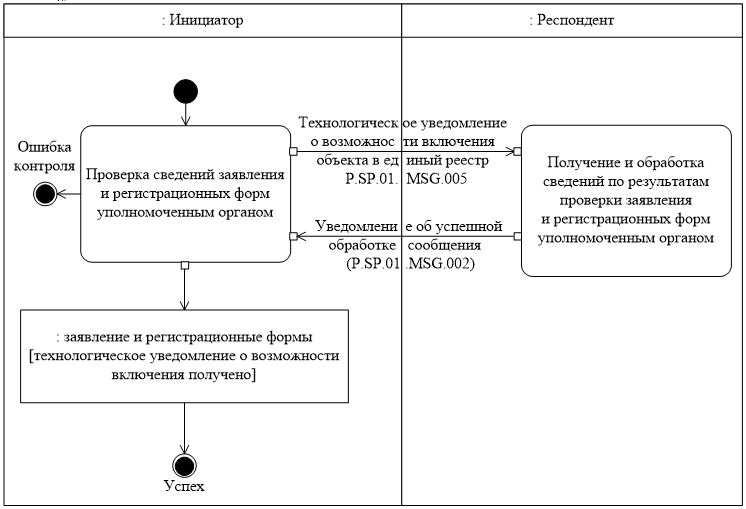 : Инициатор
: Респондент
Ошибка
контроля
Проверка сведений заявления
и регистрационных форм
уполномоченным органом
Технологическое уведомление
о возможности включения
объекта в единый реестр
P.SP.01.MSG.005
Получение и обработка
сведений по результатам
проверки заявления
и регистрационных форм
уполномоченным органом
Уведомление об успешной
обработке сообщения
(P.SP.01.MSG.002)
: заявление и регистрационные формы
[технологическое уведомление о возможности
включения получено]
Успех